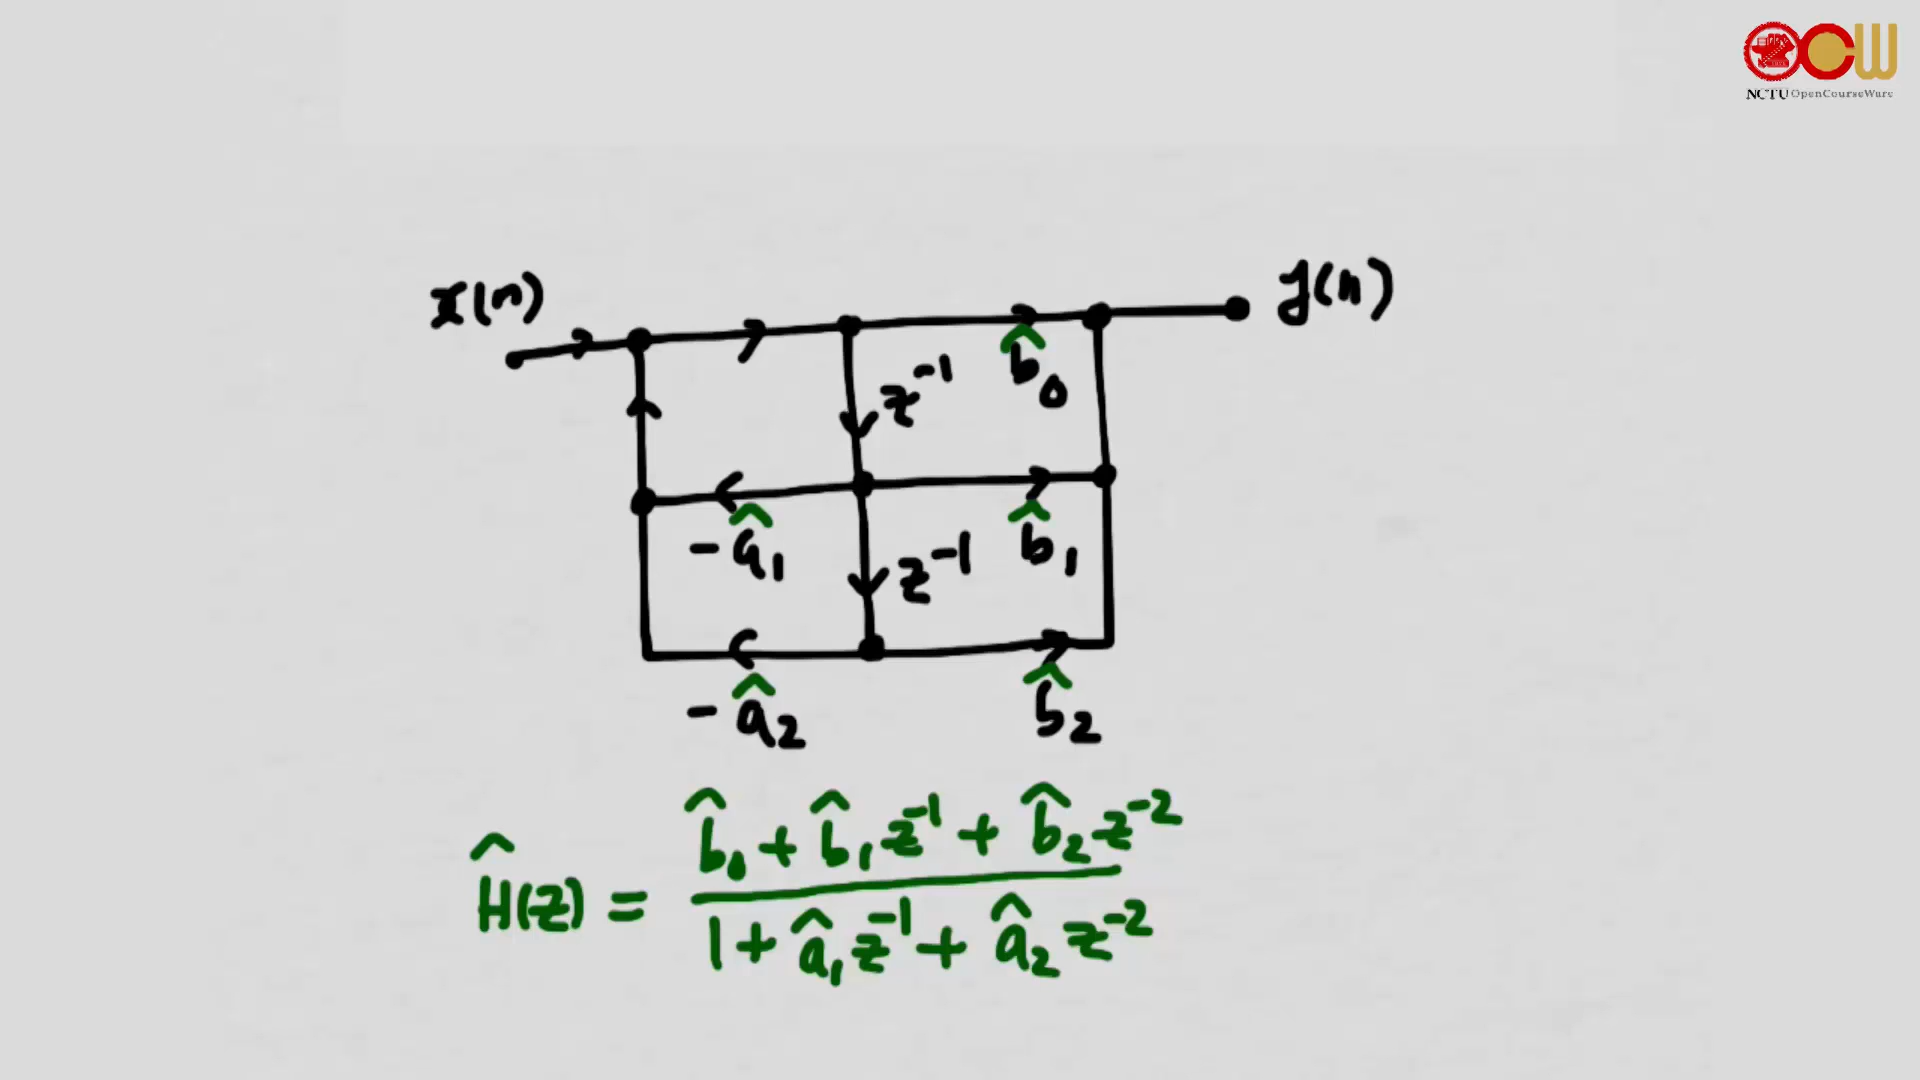 NCTU OpenCourseWare
x(n) y(n)
z⁻¹ b̂₀
-â₁ z⁻¹ b̂₁
-â₂ b̂₂
Ĥ(z) = (b̂₀ + b̂₁z⁻¹ + b̂₂z⁻²) / (1 + â₁z⁻¹ + â₂z⁻²)